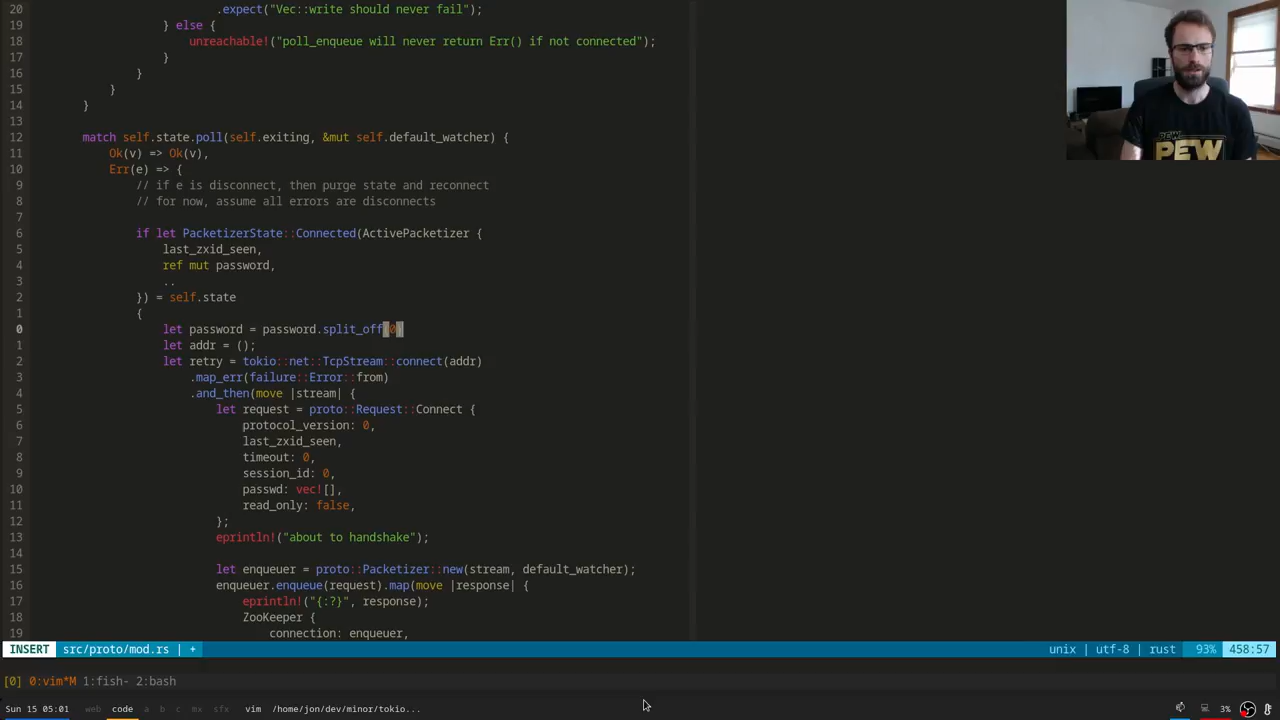 20                            .expect("Vec::write should never fail");
19                    } else {
18                        unreachable!("poll_enqueue will never return Err() if not connected");
17                    }
16                }
15            }
14        }
13
12        match self.state.poll(self.exiting, &mut self.default_watcher) {
11            Ok(v) => Ok(v),
10            Err(e) => {
9                // if e is disconnect, then purge state and reconnect
8                // for now, assume all errors are disconnects
7
6                if let PacketizerState::Connected(ActivePacketizer {
5                    last_zxid_seen,
4                    ref mut password,
3                    ..
2                }) = self.state
1                {
0                    let password = password.split_off(0)
1                    let addr = ();
2                    let retry = tokio::net::TcpStream::connect(addr)
3                        .map_err(failure::Error::from)
4                        .and_then(move |stream| {
5                            let request = proto::Request::Connect {
6                                protocol_version: 0,
7                                last_zxid_seen,
8                                timeout: 0,
9                                session_id: 0,
10                                passwd: vec![],
11                                read_only: false,
12                            };
13                            eprintln!("about to handshake");
14
15                            let enqueuer = proto::Packetizer::new(stream, default_watcher);
16                            enqueuer.enqueue(request).map(move |response| {
17                                eprintln!("{:?}", response);
18                                ZooKeeper {
19                                    connection: enqueuer,
INSERT src/proto/mod.rs | + unix | utf-8 | rust 93% 458:57
[0] 0:vim*M 1:fish- 2:bash
Sun 15 05:01 web code a b c mx sfx vim /home/jon/dev/minor/tokio... 3%
PEW
PEW